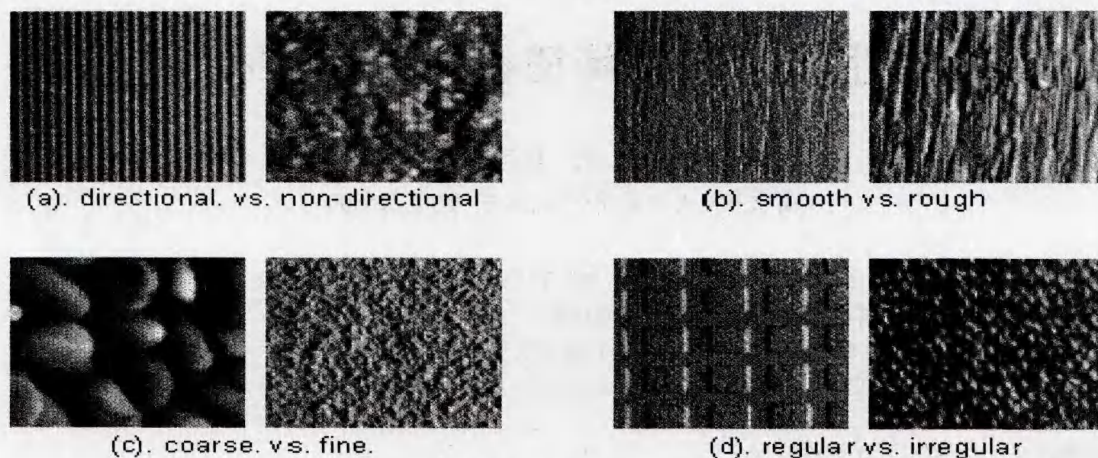 (a). directional. vs. non-directional
(b). smooth vs. rough
(c). coarse. vs. fine.
(d). regular vs. irregular